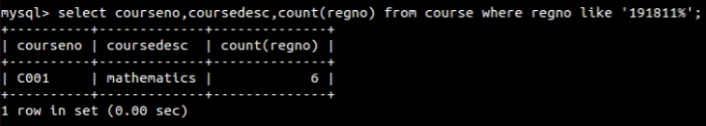 mysql> select courseno,coursedesc,count(regno) from course where regno like '191811%';
+----------+-------------+--------------+
| courseno | coursedesc  | count(regno) |
+----------+-------------+--------------+
| C001     | mathematics |            6 |
+----------+-------------+--------------+
1 row in set (0.00 sec)